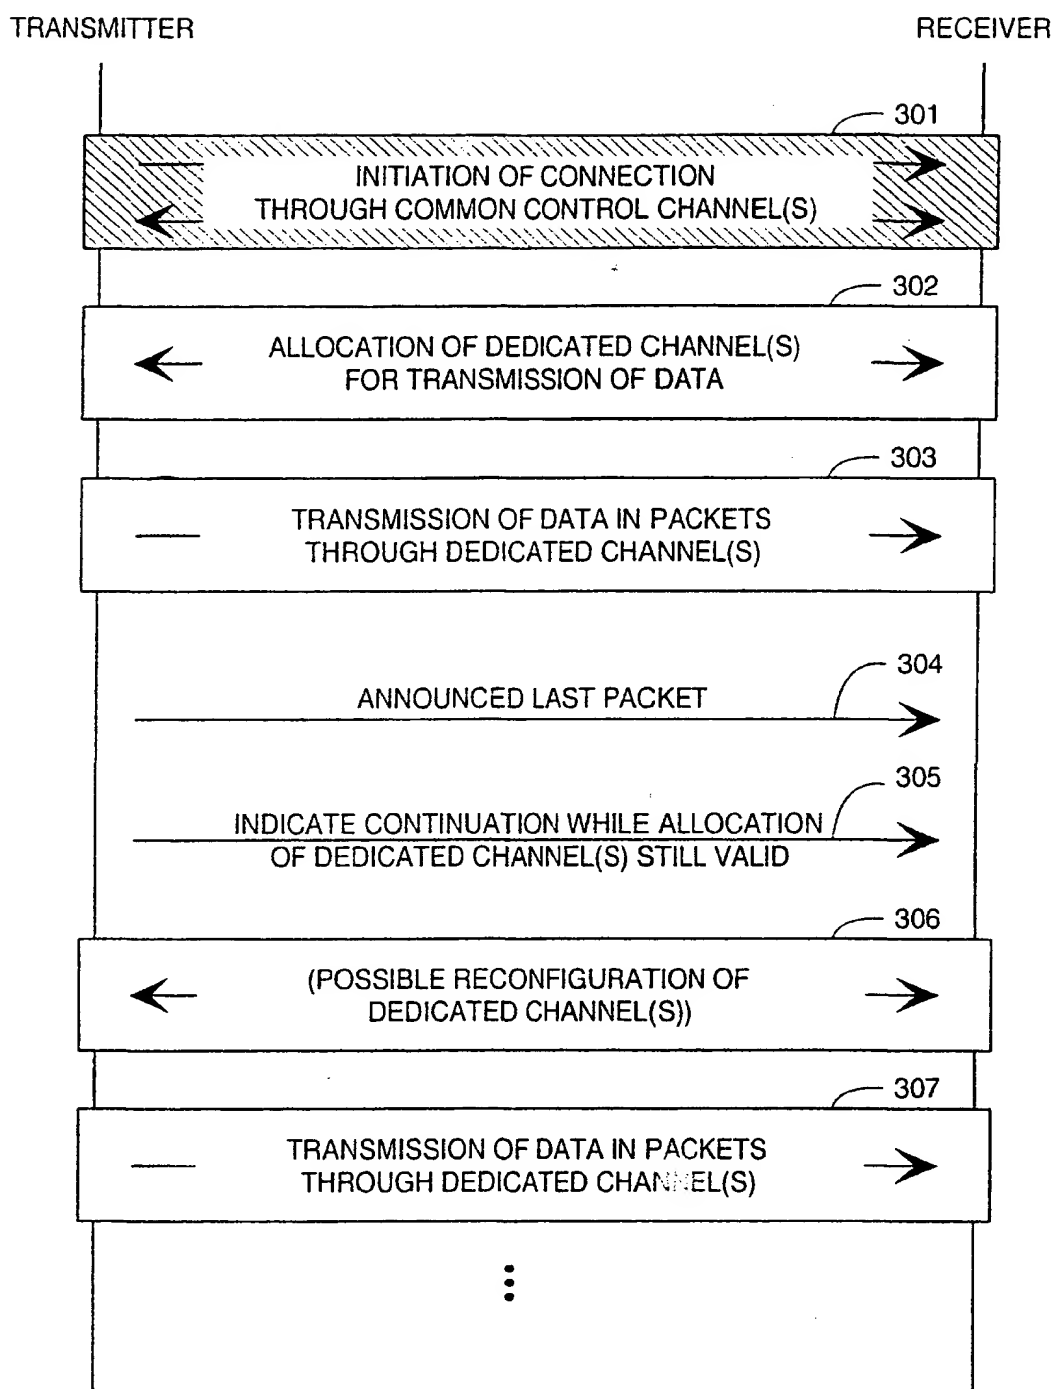 TRANSMITTER
RECEIVER
301
INITIATION OF CONNECTION
THROUGH COMMON CONTROL CHANNEL(S)
302
ALLOCATION OF DEDICATED CHANNEL(S)
FOR TRANSMISSION OF DATA
303
TRANSMISSION OF DATA IN PACKETS
THROUGH DEDICATED CHANNEL(S)
304
ANNOUNCED LAST PACKET
305
INDICATE CONTINUATION WHILE ALLOCATION
OF DEDICATED CHANNEL(S) STILL VALID
306
(POSSIBLE RECONFIGURATION OF
DEDICATED CHANNEL(S))
307
TRANSMISSION OF DATA IN PACKETS
THROUGH DEDICATED CHANNEL(S)